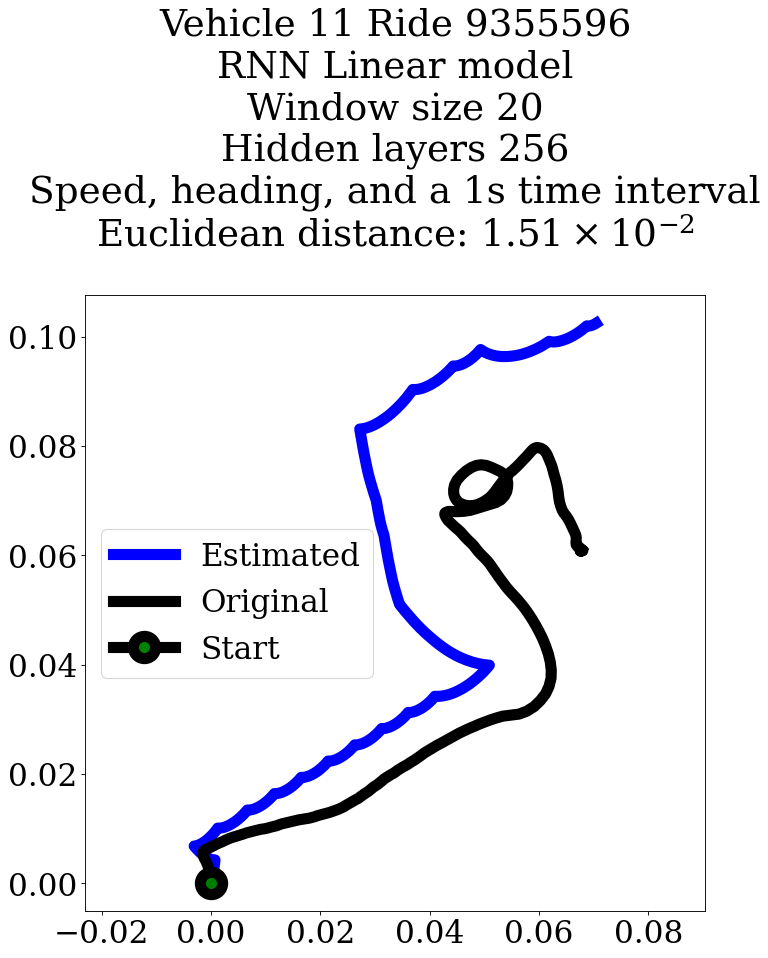 Vehicle 11 Ride 9355596
RNN Linear model
Window size 20
Hidden layers 256
Speed, heading, and a 1s time interval
Euclidean distance: 1.51 × 10⁻²
0.10
0.08
0.06
0.04
0.02
0.00
Estimated
Original
Start
−0.02 0.00 0.02 0.04 0.06 0.08